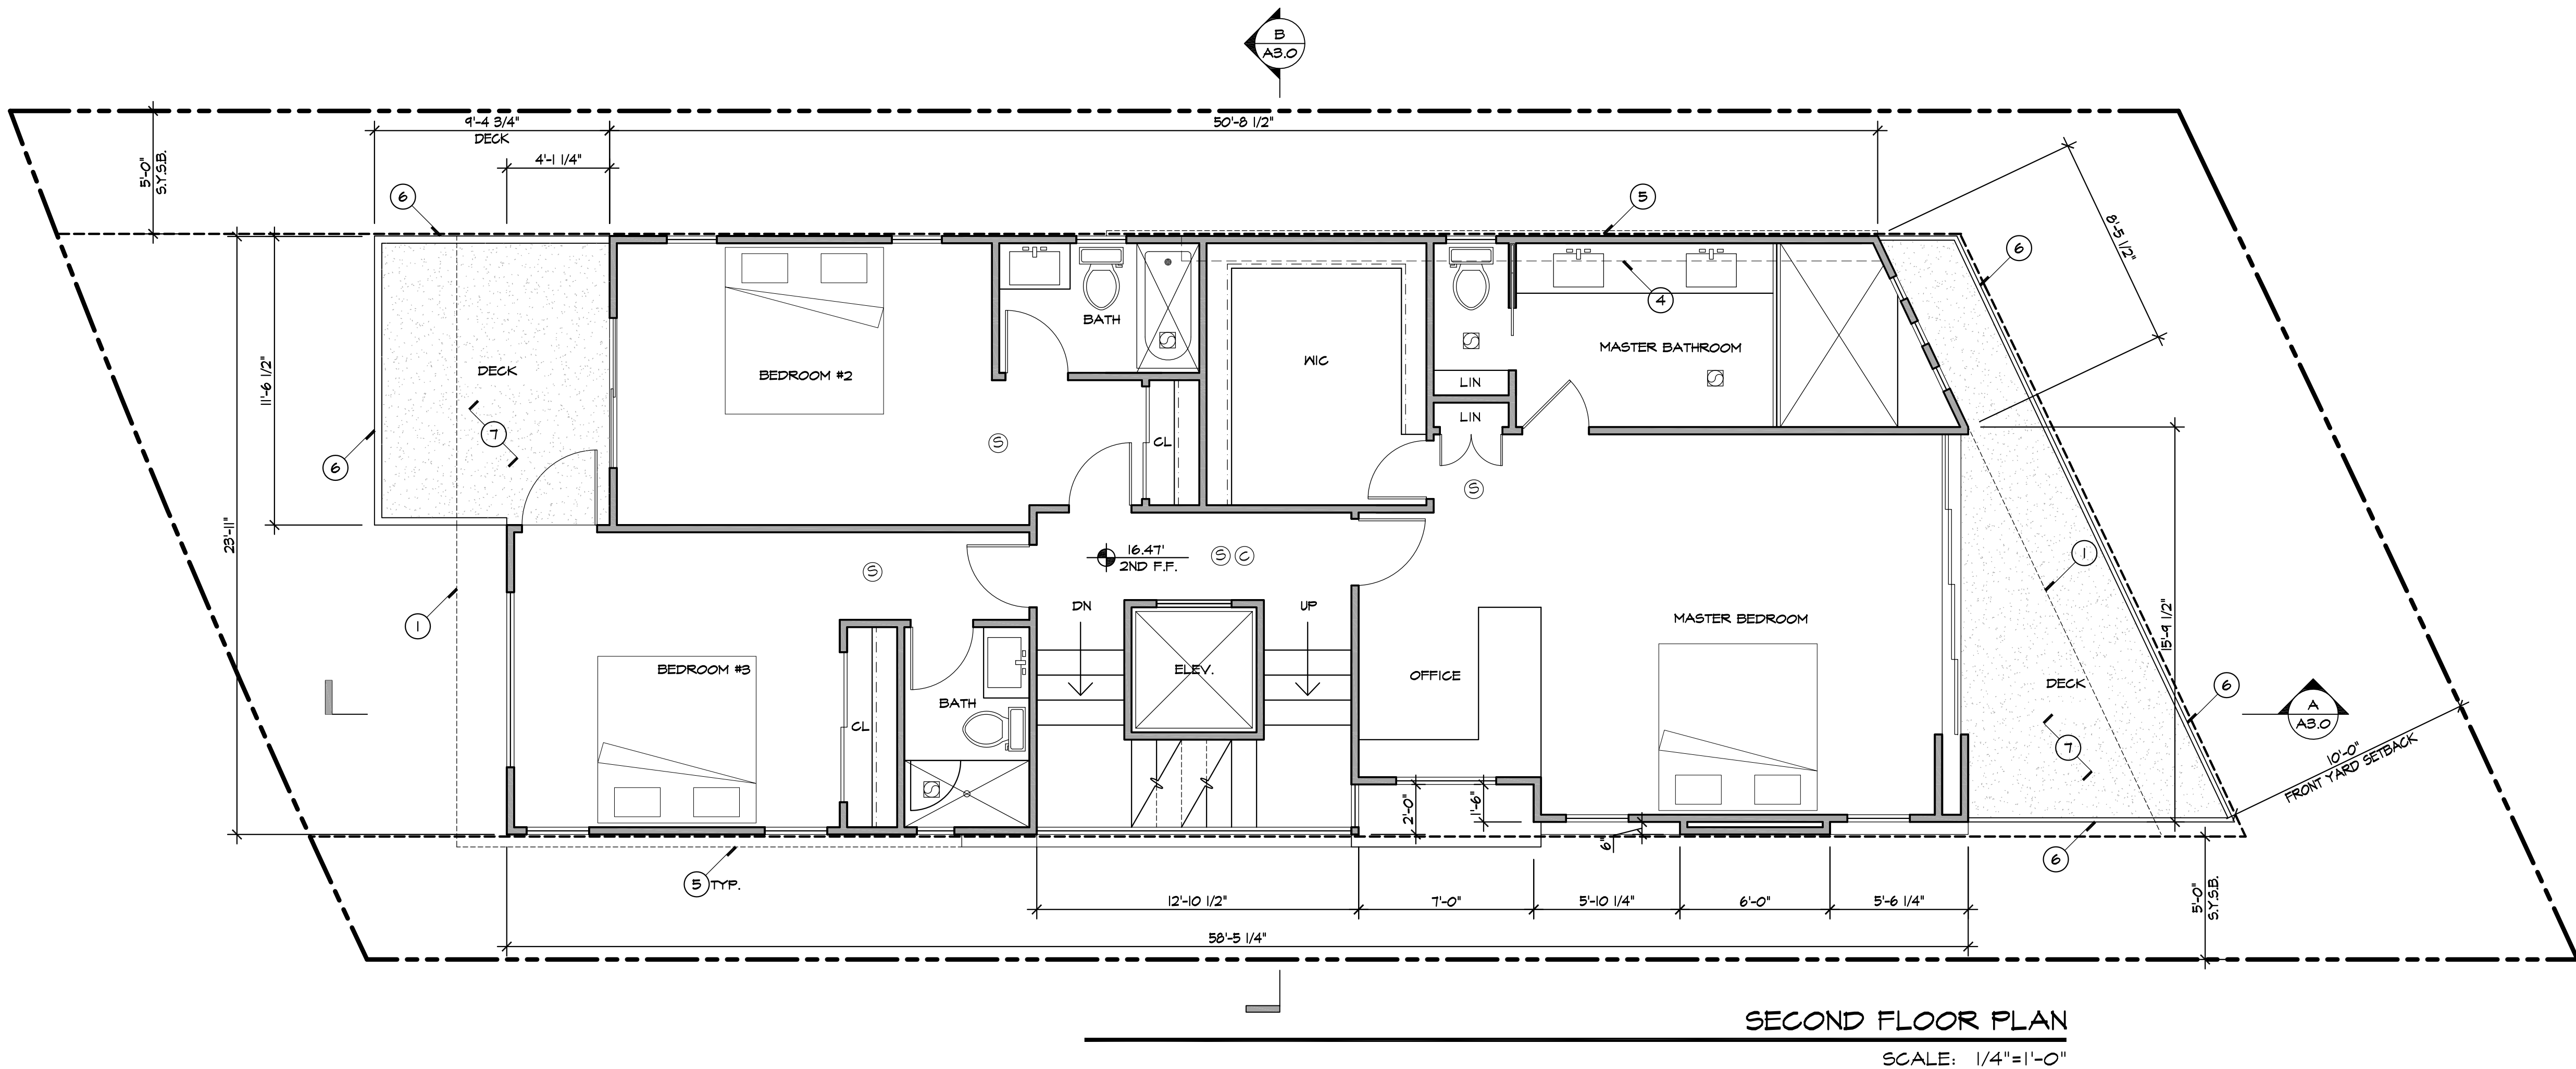 B
A3.0
9'-4 3/4"
DECK
50'-8 1/2"
4'-1 1/4"
5'-0"
S.Y.S.B.
6
5
6
8'-5 1/2"
4
BATH
MASTER BATHROOM
WIC
DECK
BEDROOM #2
LIN
LIN
11'-6 1/2"
7
6
S
CL
S
23'-11"
16.47'
2ND F.F.
S
C
S
1
1
DN
UP
MASTER BEDROOM
15'-9 1/2"
BEDROOM #3
ELEV.
OFFICE
DECK
6
BATH
CL
A
A3.0
7
10'-0"
FRONT YARD SETBACK
2'-0"
1'-6"
6"
6
5 TYP.
5'-0"
S.Y.S.B.
12'-10 1/2"
7'-0"
5'-10 1/4"
6'-0"
5'-6 1/4"
58'-5 1/4"
SECOND FLOOR PLAN
SCALE: 1/4"=1'-0"